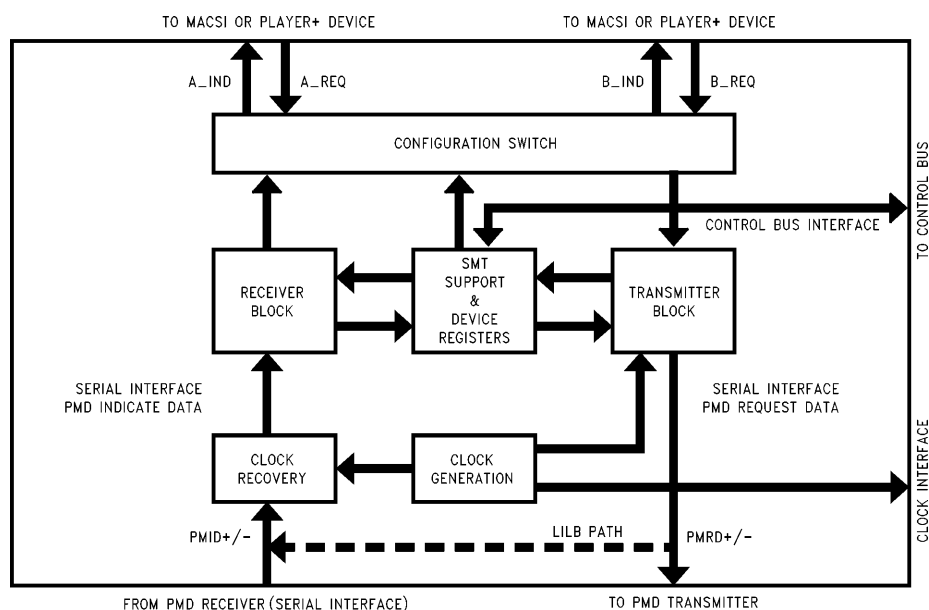 TO MACSI OR PLAYER+ DEVICE
TO MACSI OR PLAYER+ DEVICE
A_IND
A_REQ
B_IND
B_REQ
CONFIGURATION SWITCH
TO CONTROL BUS
CONTROL BUS INTERFACE
RECEIVER
BLOCK
SMT
SUPPORT
&
DEVICE
REGISTERS
TRANSMITTER
BLOCK
SERIAL INTERFACE
PMD INDICATE DATA
SERIAL INTERFACE
PMD REQUEST DATA
CLOCK
RECOVERY
CLOCK
GENERATION
CLOCK INTERFACE
PMID+/-
LILB PATH
PMRD+/-
FROM PMD RECEIVER (SERIAL INTERFACE)
TO PMD TRANSMITTER